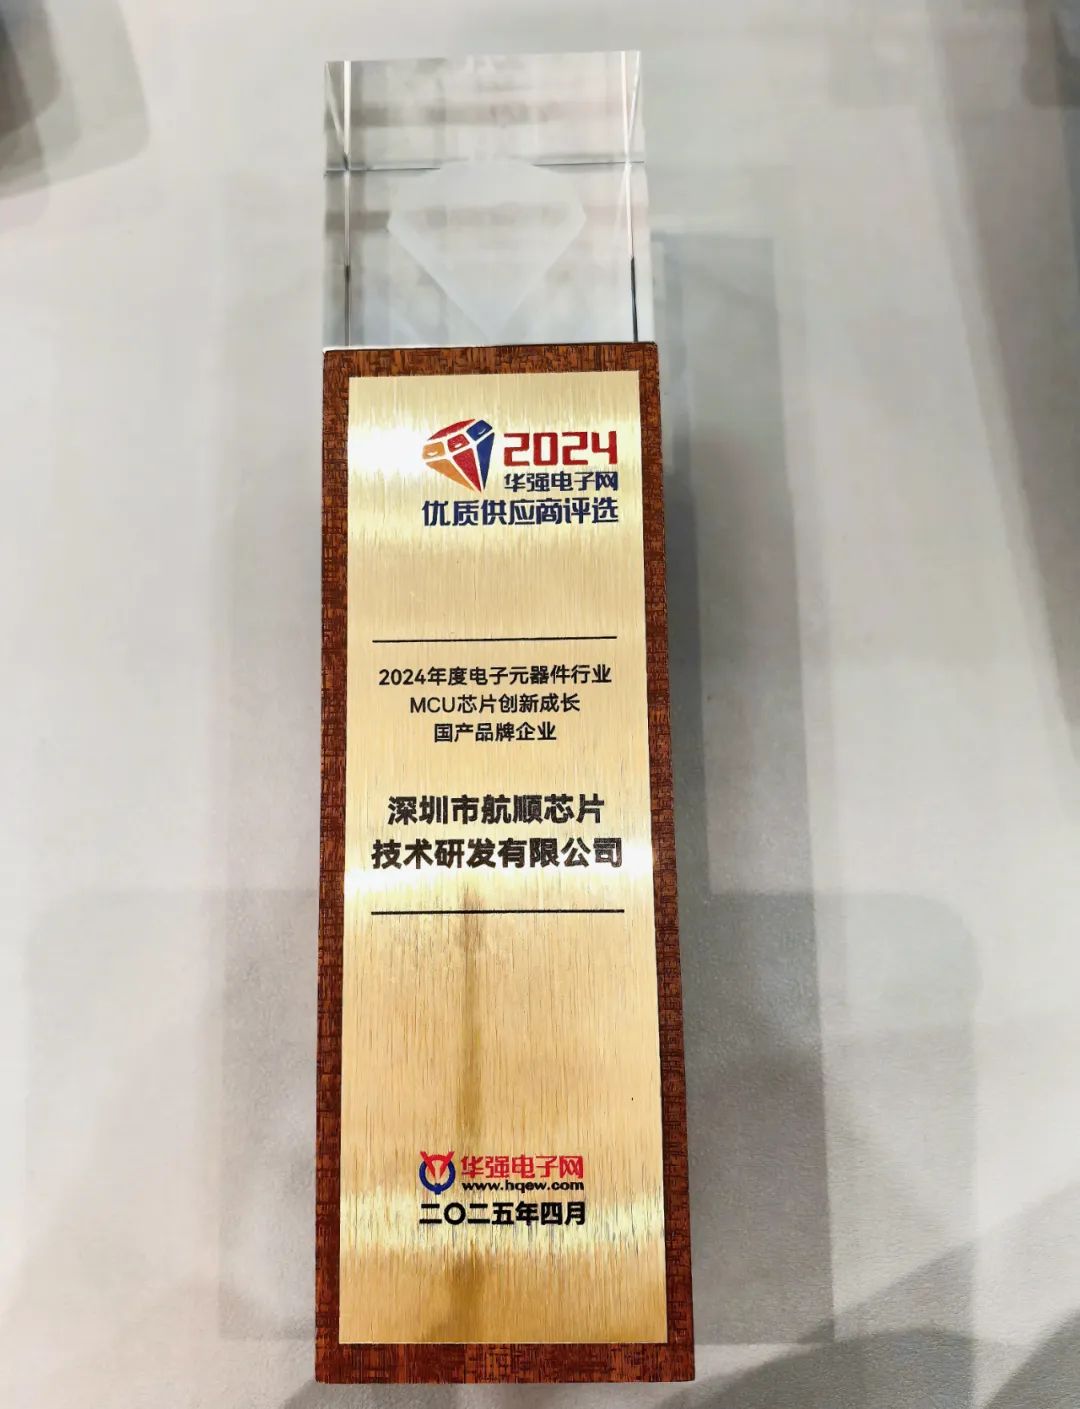 2024
华强电子网
优质供应商评选
2024年度电子元器件行业
MCU芯片创新成长
国产品牌企业
深圳市航顺芯片
技术研发有限公司
华强电子网
www.hqew.com
二〇二五年四月